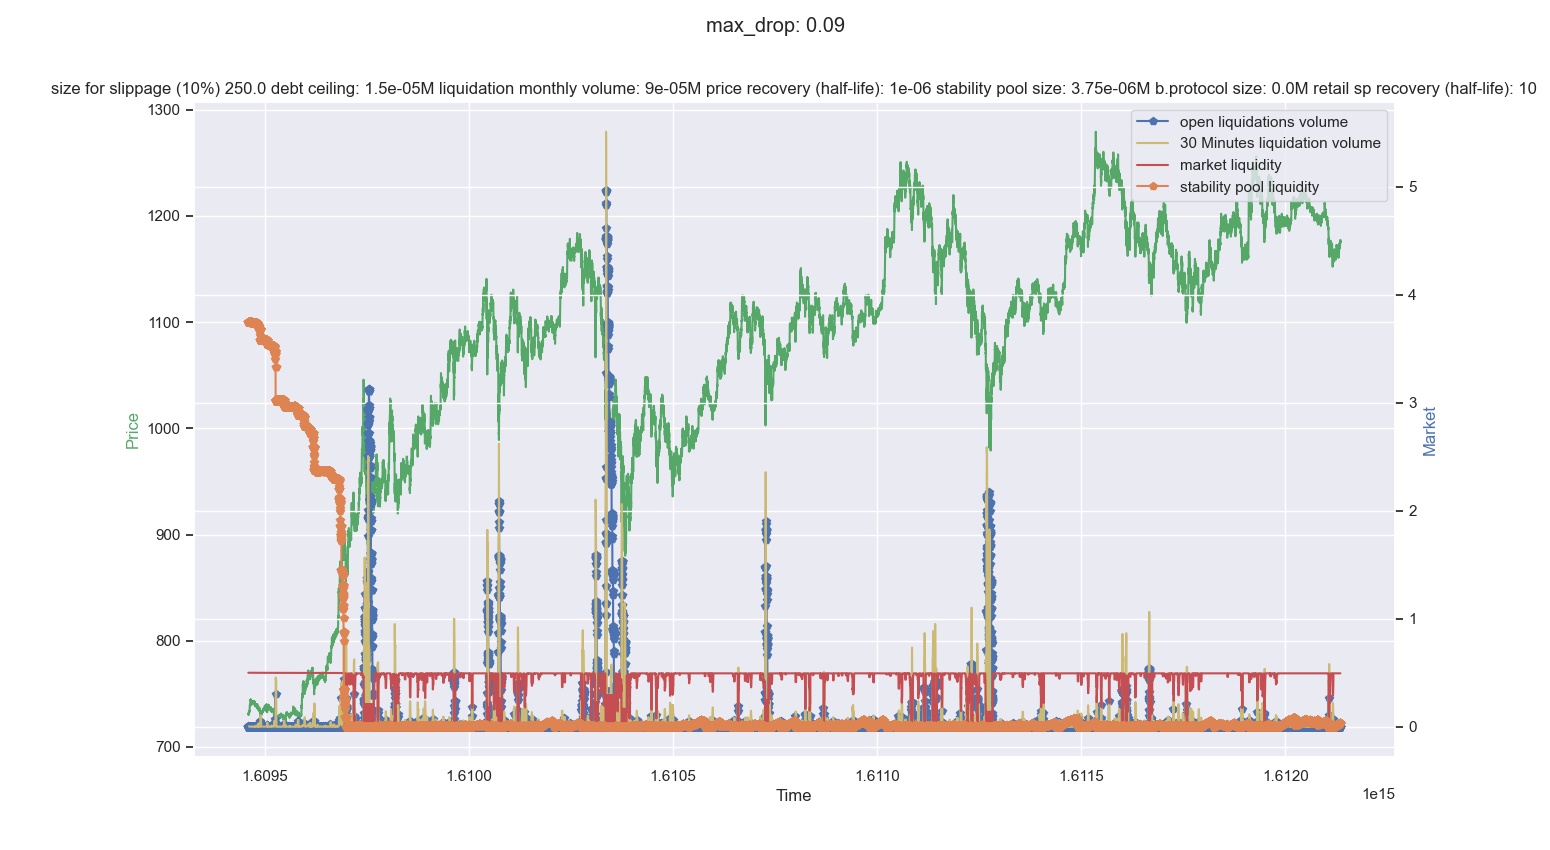 max_drop: 0.09
size for slippage (10%) 250.0 debt ceiling: 1.5e-05M liquidation monthly volume: 9e-05M price recovery (half-life): 1e-06 stability pool size: 3.75e-06M b.protocol size: 0.0M retail sp recovery (half-life): 10
open liquidations volume
30 Minutes liquidation volume
market liquidity
stability pool liquidity
1300
1200
1100
1000
900
800
700
Price
5
4
3
2
1
0
Market
1.6095 1.6100 1.6105 1.6110 1.6115 1.6120
1e15
Time